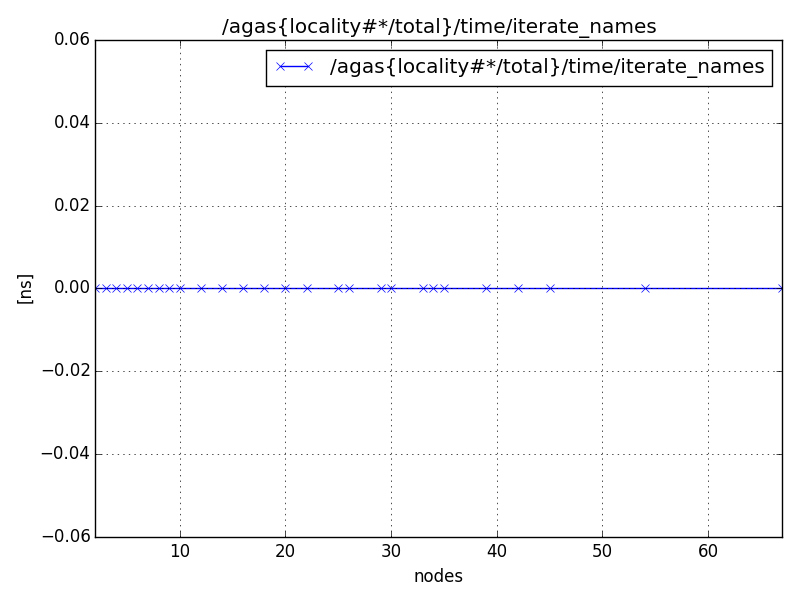 /agas{locality#*/total}/time/iterate_names
/agas{locality#*/total}/time/iterate_names
0.06
0.04
0.02
0.00
−0.02
−0.04
−0.06
[ns]
10 20 30 40 50 60
nodes